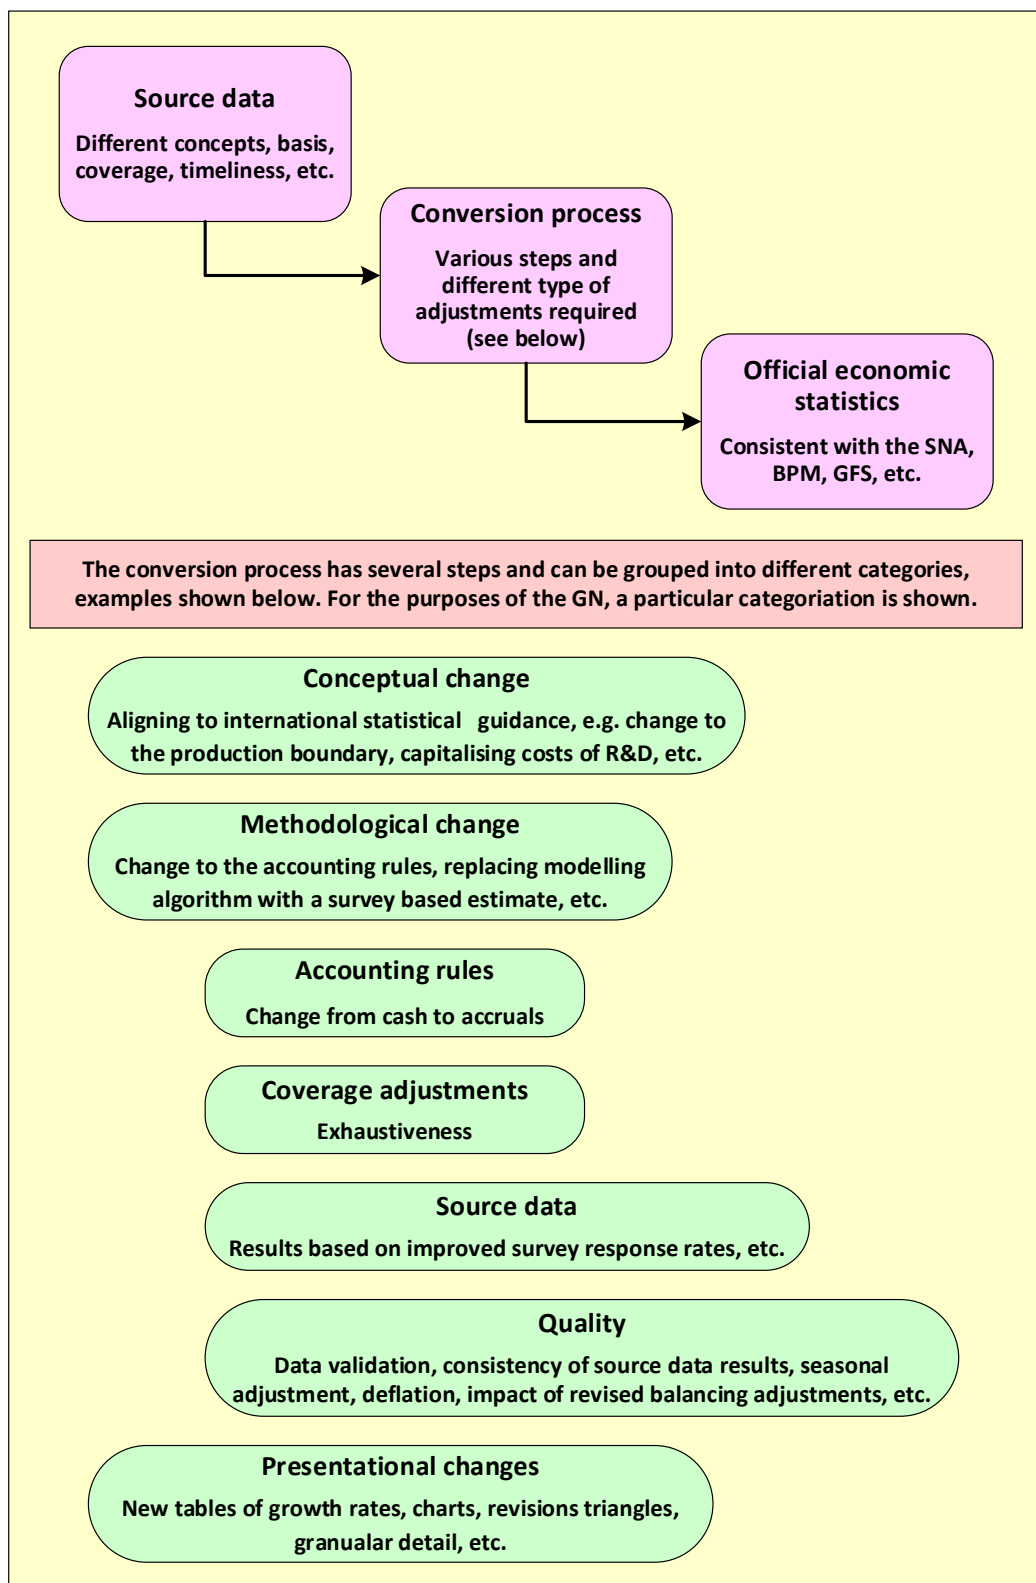 Source data
Different concepts, basis,
coverage, timeliness, etc.
Conversion process
Various steps and
different type of
adjustments required
(see below)
Official economic
statistics
Consistent with the SNA,
BPM, GFS, etc.
The conversion process has several steps and can be grouped into different categories,
examples shown below. For the purposes of the GN, a particular categoriation is shown.
Conceptual change
Aligning to international statistical guidance, e.g. change to
the production boundary, capitalising costs of R&D, etc.
Methodological change
Change to the accounting rules, replacing modelling
algorithm with a survey based estimate, etc.
Accounting rules
Change from cash to accruals
Coverage adjustments
Exhaustiveness
Source data
Results based on improved survey response rates, etc.
Quality
Data validation, consistency of source data results, seasonal
adjustment, deflation, impact of revised balancing adjustments, etc.
Presentational changes
New tables of growth rates, charts, revisions triangles,
granualar detail, etc.